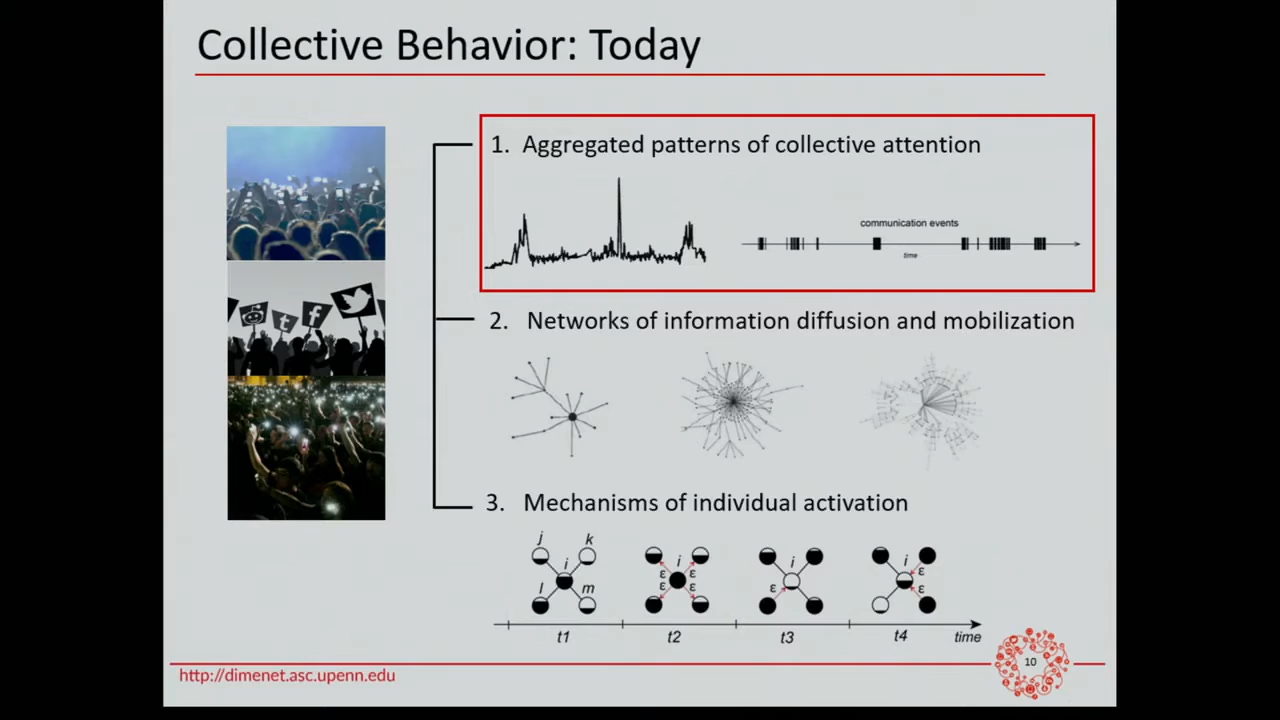 Collective Behavior: Today
1. Aggregated patterns of collective attention
communication events
time
2. Networks of information diffusion and mobilization
3. Mechanisms of individual activation
j k i l m
i ε ε ε ε
i ε
i ε ε
t1 t2 t3 t4 time
http://dimenet.asc.upenn.edu
10